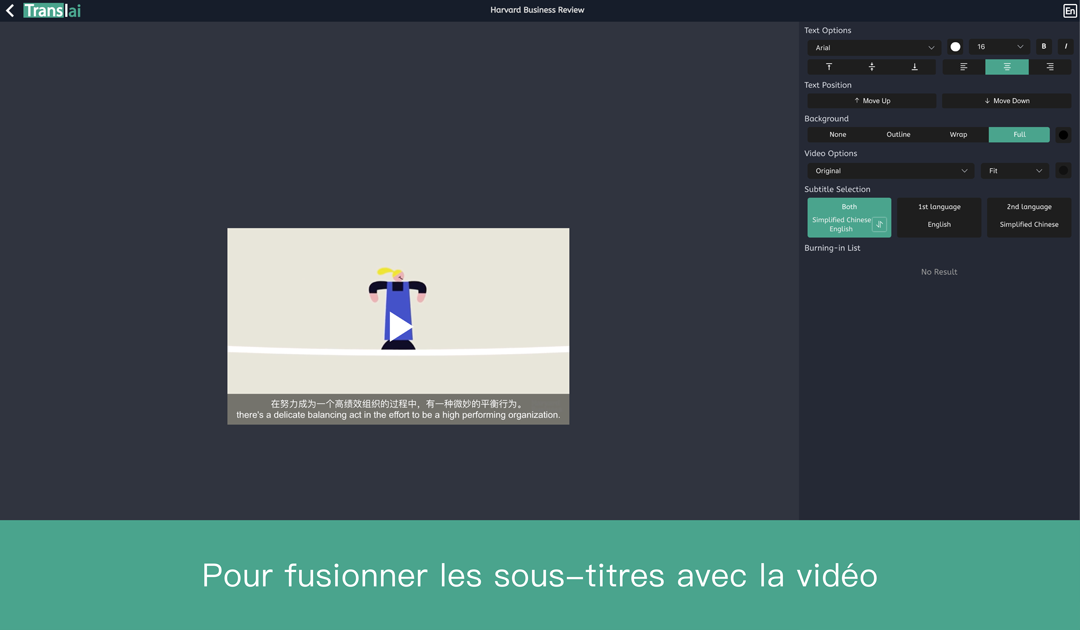 Translai
Harvard Business Review
En
Text Options
Arial
16
B
I
Text Position
↑ Move Up
↓ Move Down
Background
None
Outline
Wrap
Full
Video Options
Original
Fit
Subtitle Selection
Both
Simplified Chinese
English
1st language
English
2nd language
Simplified Chinese
Burning-in List
No Result
在努力成为一个高绩效组织的过程中，有一种微妙的平衡行为。
there's a delicate balancing act in the effort to be a high performing organization.
Pour fusionner les sous-titres avec la vidéo